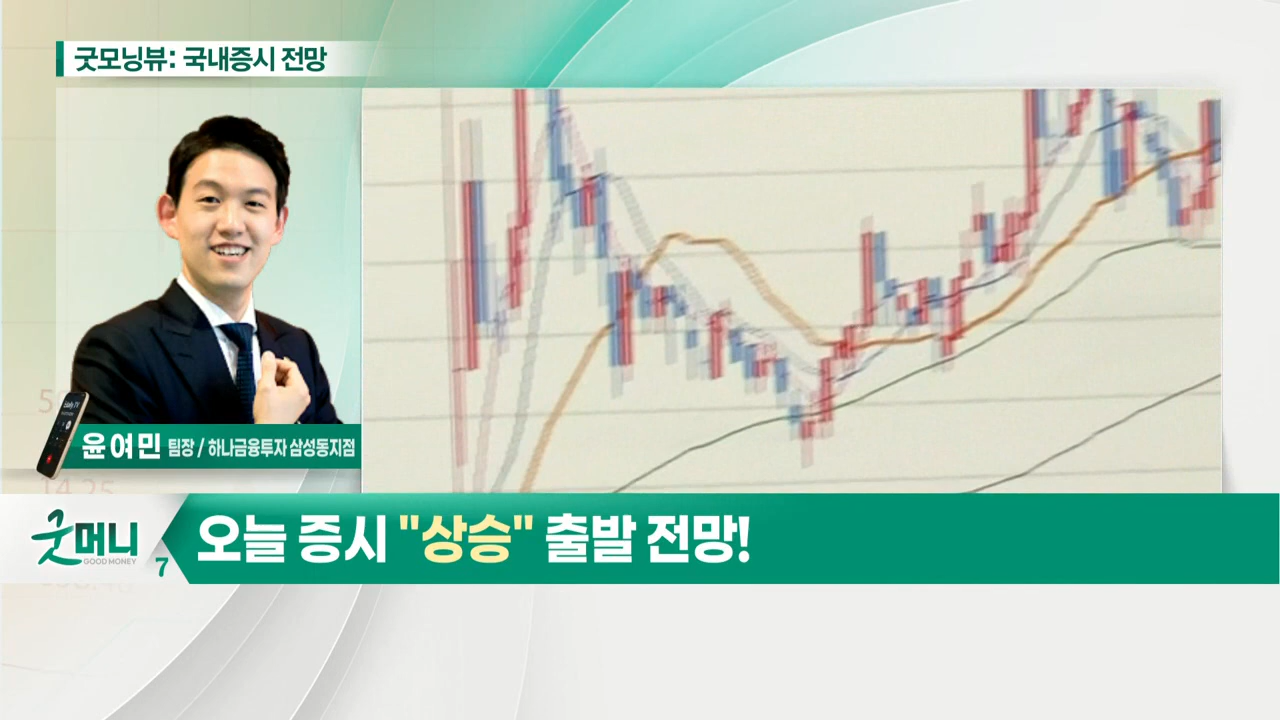 굿모닝뷰: 국내증시 전망
윤여민 팀장 / 하나금융투자 삼성동지점
14.25
굿머니
GOOD MONEY
7
오늘 증시 "상승" 출발 전망!